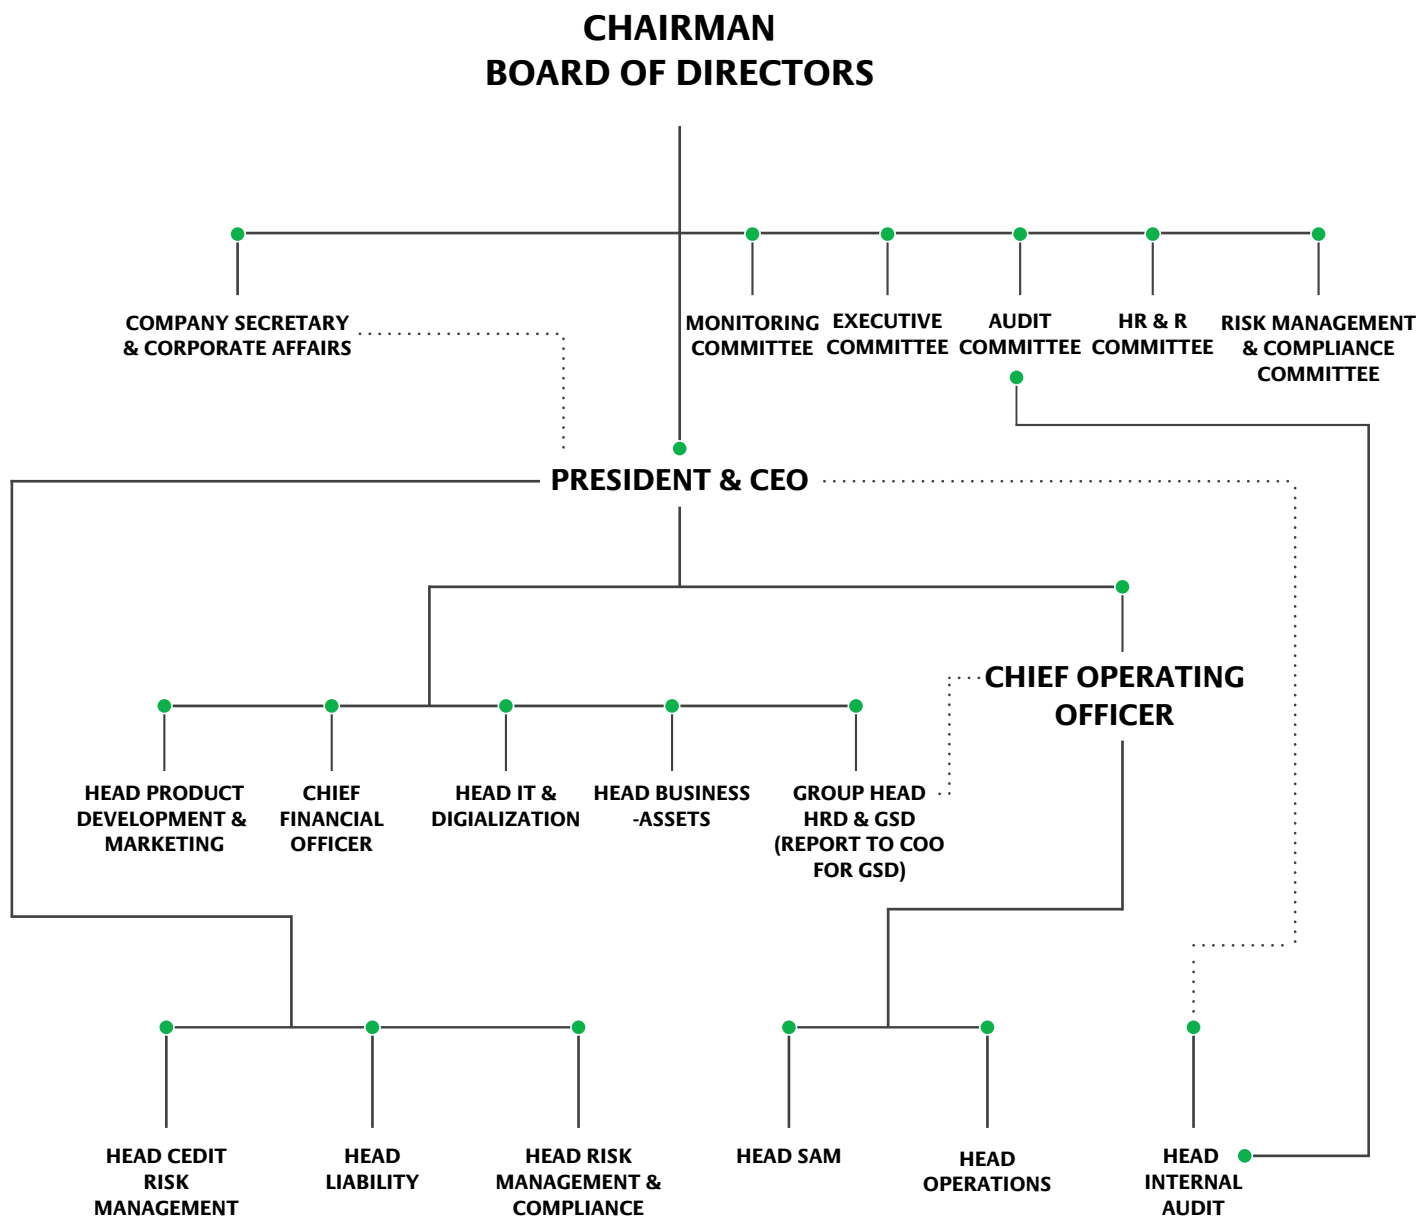 CHAIRMAN
BOARD OF DIRECTORS
COMPANY SECRETARY
& CORPORATE AFFAIRS
MONITORING
COMMITTEE
EXECUTIVE
COMMITTEE
AUDIT
COMMITTEE
HR & R
COMMITTEE
RISK MANAGEMENT
& COMPLIANCE
COMMITTEE
PRESIDENT & CEO
CHIEF OPERATING
OFFICER
HEAD PRODUCT
DEVELOPMENT &
MARKETING
CHIEF
FINANCIAL
OFFICER
HEAD IT &
DIGIALIZATION
HEAD BUSINESS
-ASSETS
GROUP HEAD
HRD & GSD
(REPORT TO COO
FOR GSD)
HEAD CEDIT
RISK
MANAGEMENT
HEAD
LIABILITY
HEAD RISK
MANAGEMENT &
COMPLIANCE
HEAD SAM
HEAD
OPERATIONS
HEAD
INTERNAL
AUDIT